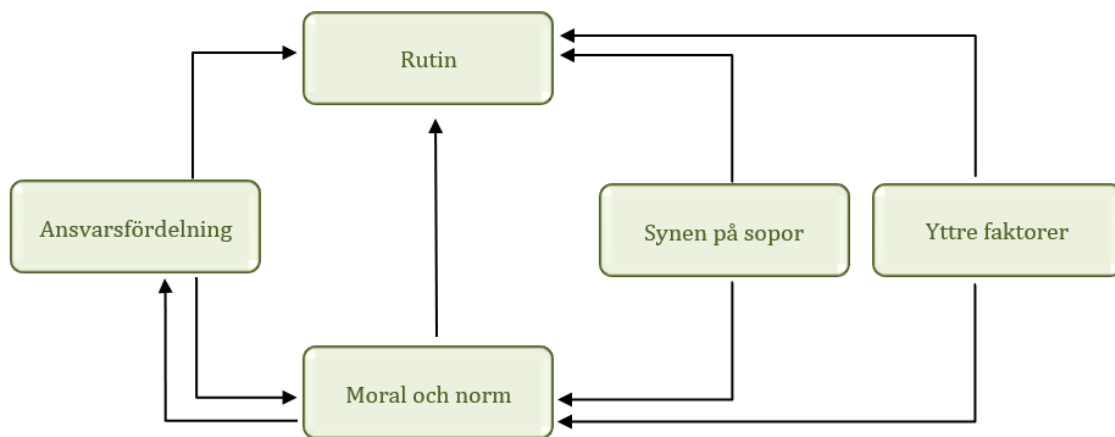 Rutin
Ansvarsfördelning
Synen på sopor
Yttre faktorer
Moral och norm